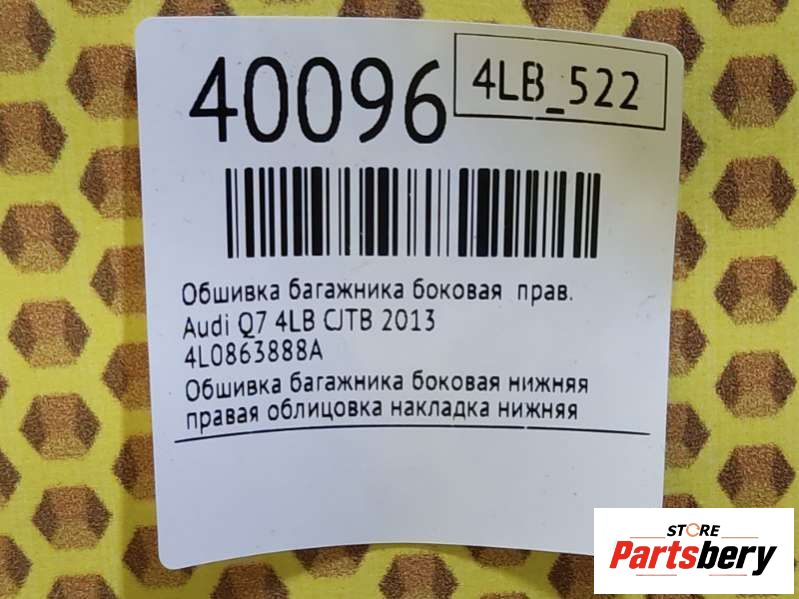 40096
4LB_522
Обшивка багажника боковая прав.
Audi Q7 4LB CJTB 2013
4L0863888A
Обшивка багажника боковая нижняя
правая облицовка накладка нижняя
STORE
Partsbery